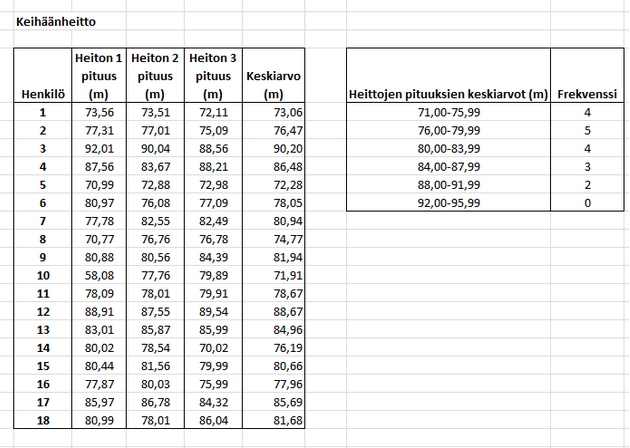 Keihäänheitto
Henkilö Heiton 1 pituus (m) Heiton 2 pituus (m) Heiton 3 pituus (m) Keskiarvo (m)
1 73,56 73,51 72,11 73,06
2 77,31 77,01 75,09 76,47
3 92,01 90,04 88,56 90,20
4 87,56 83,67 88,21 86,48
5 70,99 72,88 72,98 72,28
6 80,97 76,08 77,09 78,05
7 77,78 82,55 82,49 80,94
8 70,77 76,76 76,78 74,77
9 80,88 80,56 84,39 81,94
10 58,08 77,76 79,89 71,91
11 78,09 78,01 79,91 78,67
12 88,91 87,55 89,54 88,67
13 83,01 85,87 85,99 84,96
14 80,02 78,54 70,02 76,19
15 80,44 81,56 79,99 80,66
16 77,87 80,03 75,99 77,96
17 85,97 86,78 84,32 85,69
18 80,99 78,01 86,04 81,68
Heittojen pituuksien keskiarvot (m) Frekvenssi
71,00-75,99 4
76,00-79,99 5
80,00-83,99 4
84,00-87,99 3
88,00-91,99 2
92,00-95,99 0